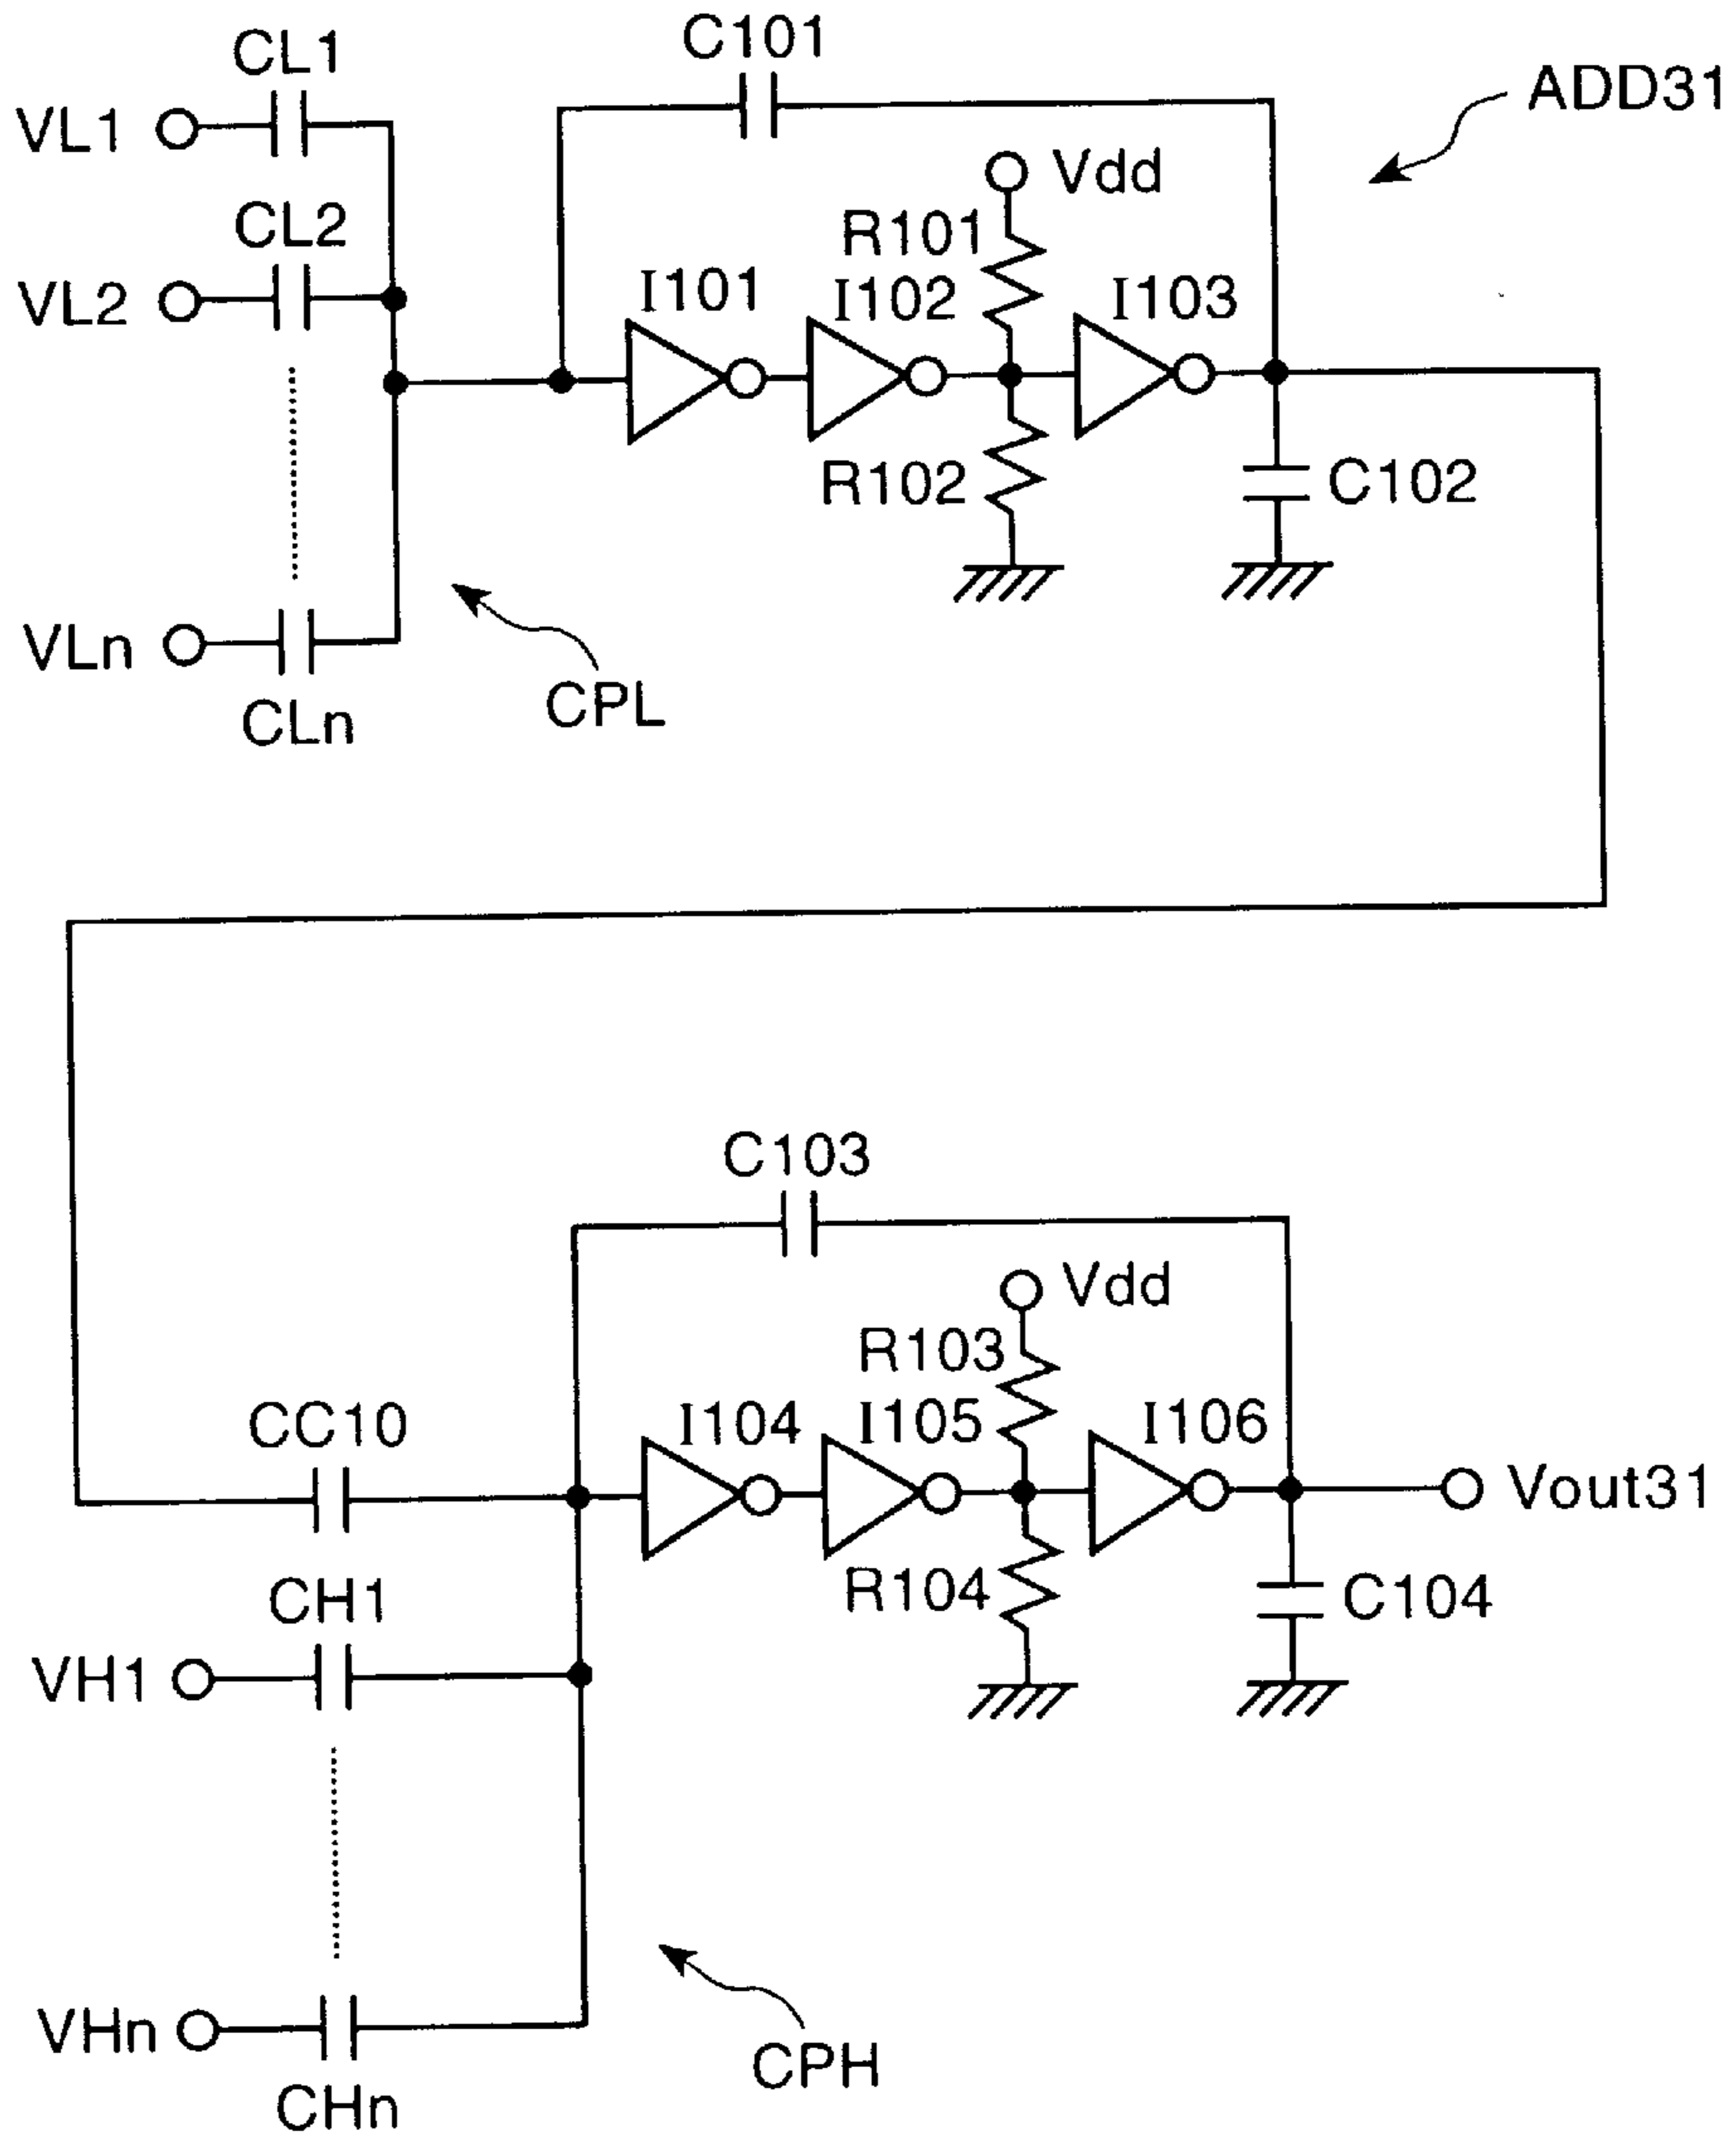 C101
CL1
ADD31
VL1
Vdd
R101
CL2
I101
I102
I103
VL2
R102
C102
VLn
CPL
CLn
C103
Vdd
R103
CC10
I104
I105
I106
Vout31
R104
C104
CH1
VH1
VHn
CPH
CHn